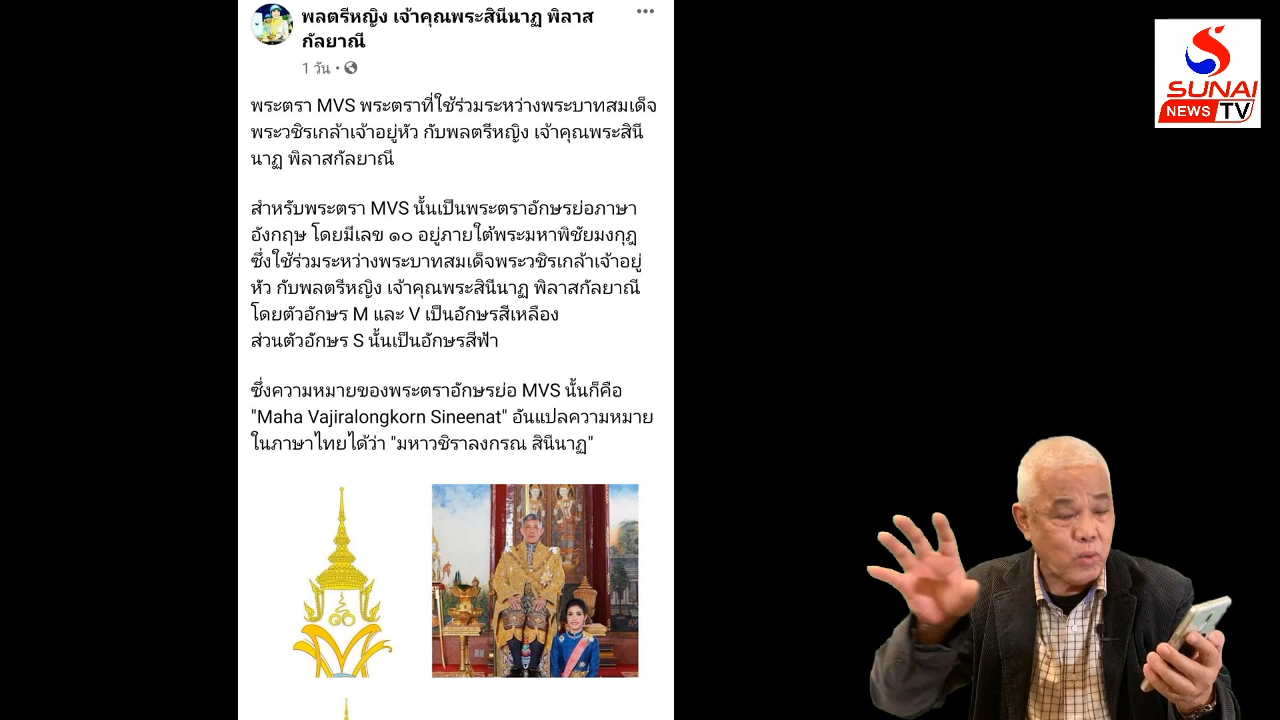 พลตรีหญิง เจ้าคุณพระสินีนาฏ พิลาส
กัลยาณี
1 วัน •
พระตรา MVS พระตราที่ใช้ร่วมระหว่างพระบาทสมเด็จ
พระวชิรเกล้าเจ้าอยู่หัว กับพลตรีหญิง เจ้าคุณพระสินี
นาฏ พิลาสกัลยาณี
สำหรับพระตรา MVS นั้นเป็นพระตราอักษรย่อภาษา
อังกฤษ โดยมีเลข ๑๐ อยู่ภายใต้พระมหาพิชัยมงกุฎ
ซึ่งใช้ร่วมระหว่างพระบาทสมเด็จพระวชิรเกล้าเจ้าอยู่
หัว กับพลตรีหญิง เจ้าคุณพระสินีนาฏ พิลาสกัลยาณี
โดยตัวอักษร M และ V เป็นอักษรสีเหลือง
ส่วนตัวอักษร S นั้นเป็นอักษรสีฟ้า
ซึ่งความหมายของพระตราอักษรย่อ MVS นั้นก็คือ
"Maha Vajiralongkorn Sineenat" อันแปลความหมาย
ในภาษาไทยได้ว่า "มหาวชิราลงกรณ สินีนาฏ"
SUNAI
NEWS TV